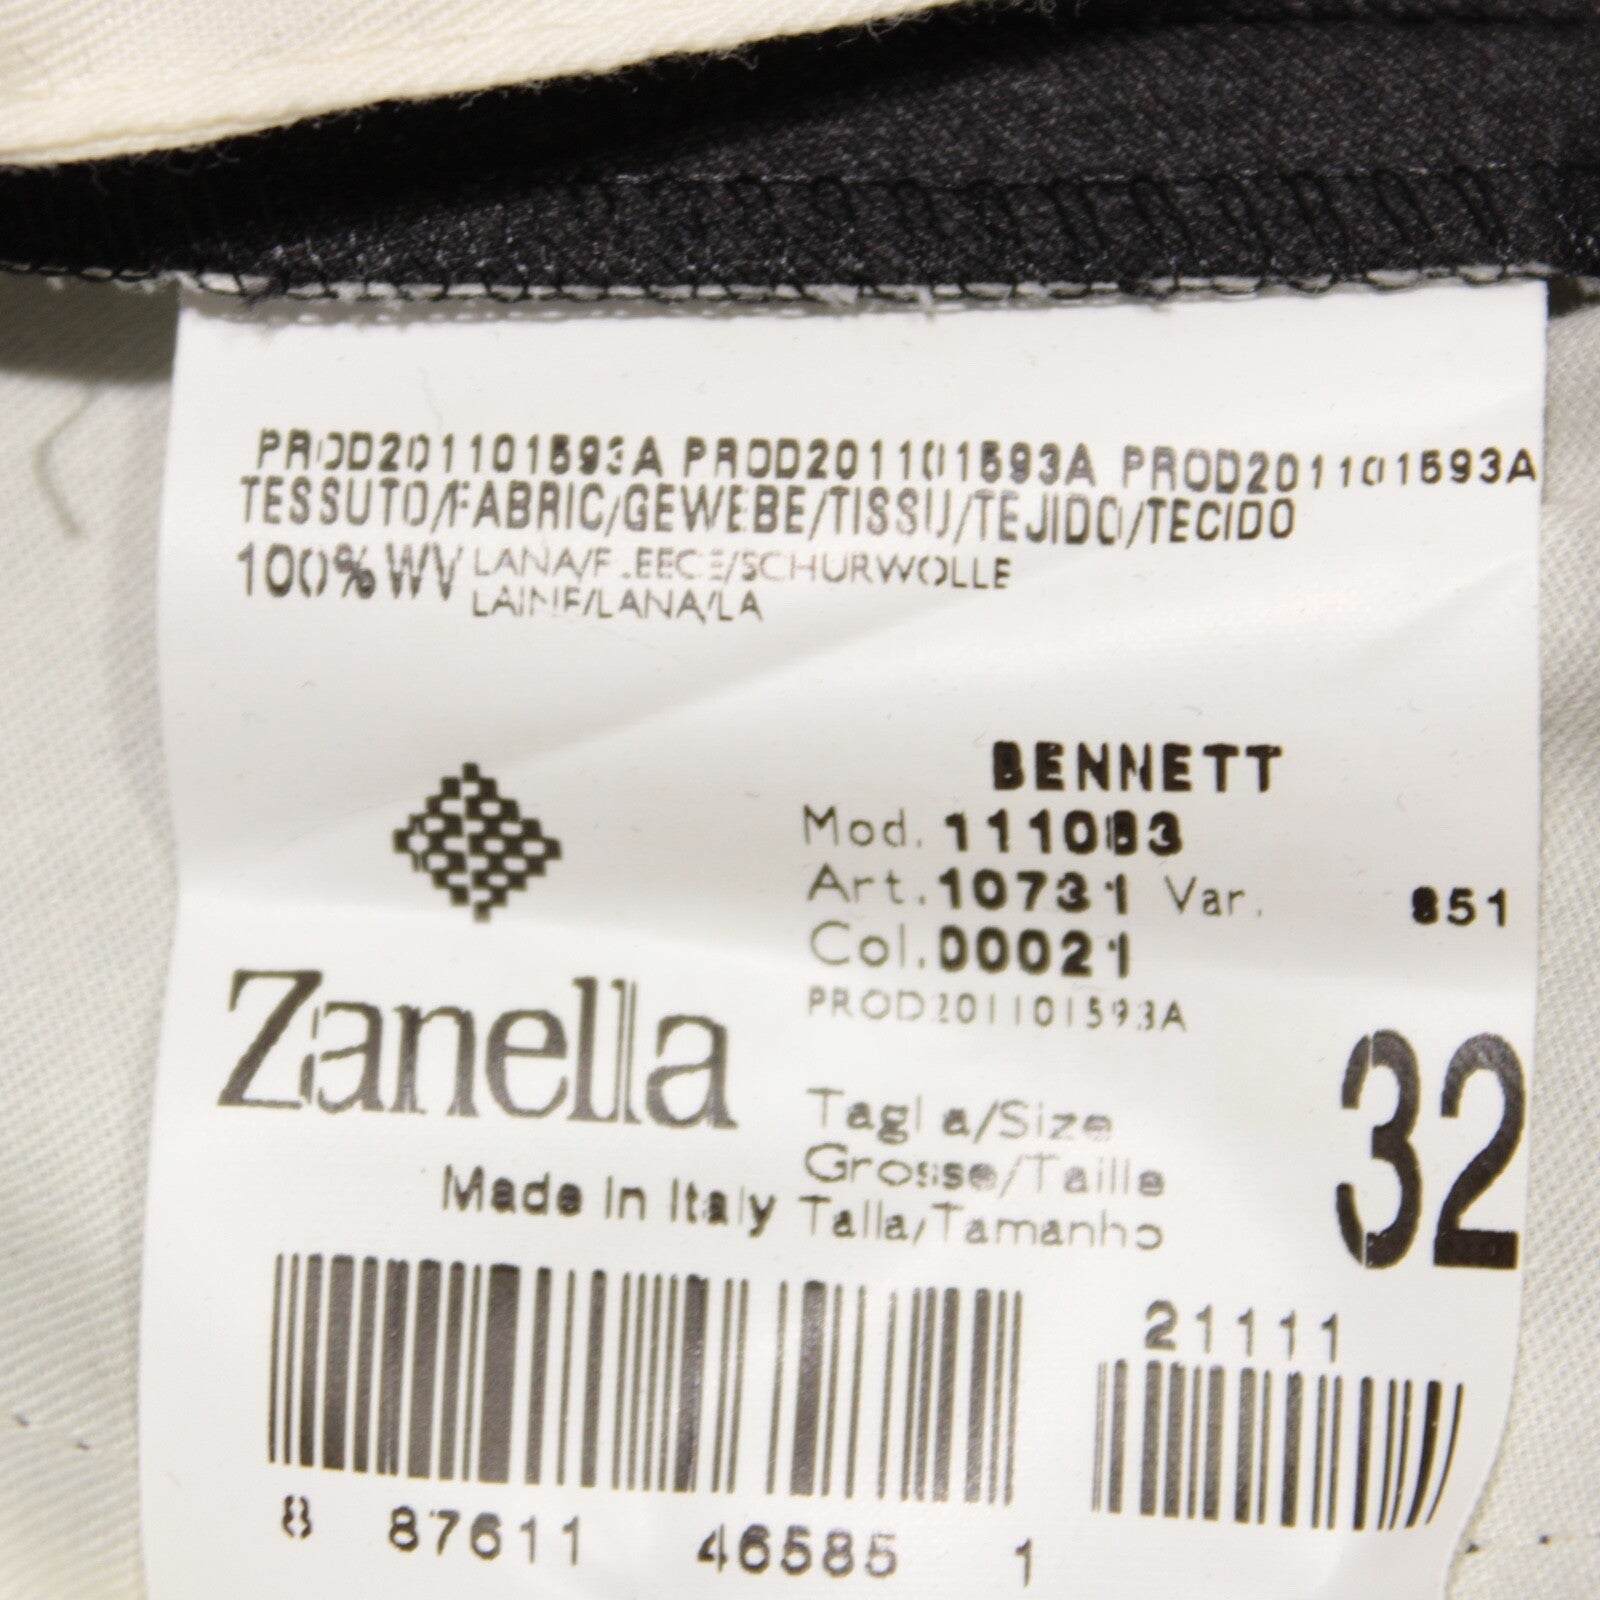 PROD201101593A PROD201101593A PROD201101593A
TESSUTO/FABRIC/GEWEBE/TISSU/TEJIDO/TECIDO
100% WV LANA/FLEECE/SCHURWOLLE
LAINE/LANA/LA
BENNETT
Mod. 111083
Art. 10731 Var. 851
Col. 00021
PROD201101593A
Zanella
Made In Italy
Taglia/Size
Grosse/Taille
Talla/Tamanho
32
21111
8 87611 46585 1